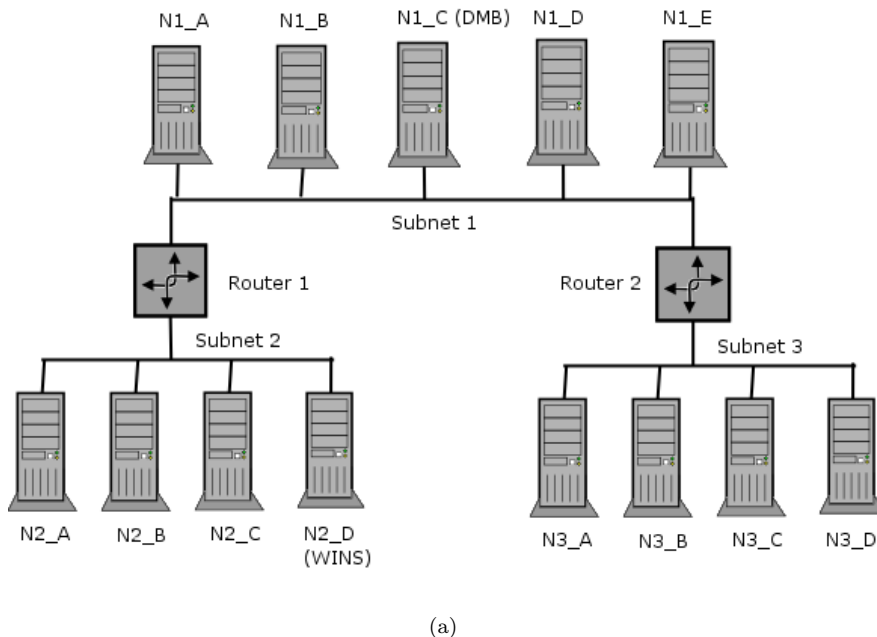 N1_A
N1_B
N1_C (DMB)
N1_D
N1_E
Subnet 1
Router 1
Router 2
Subnet 2
Subnet 3
N2_A
N2_B
N2_C
N2_D
(WINS)
N3_A
N3_B
N3_C
N3_D
(a)